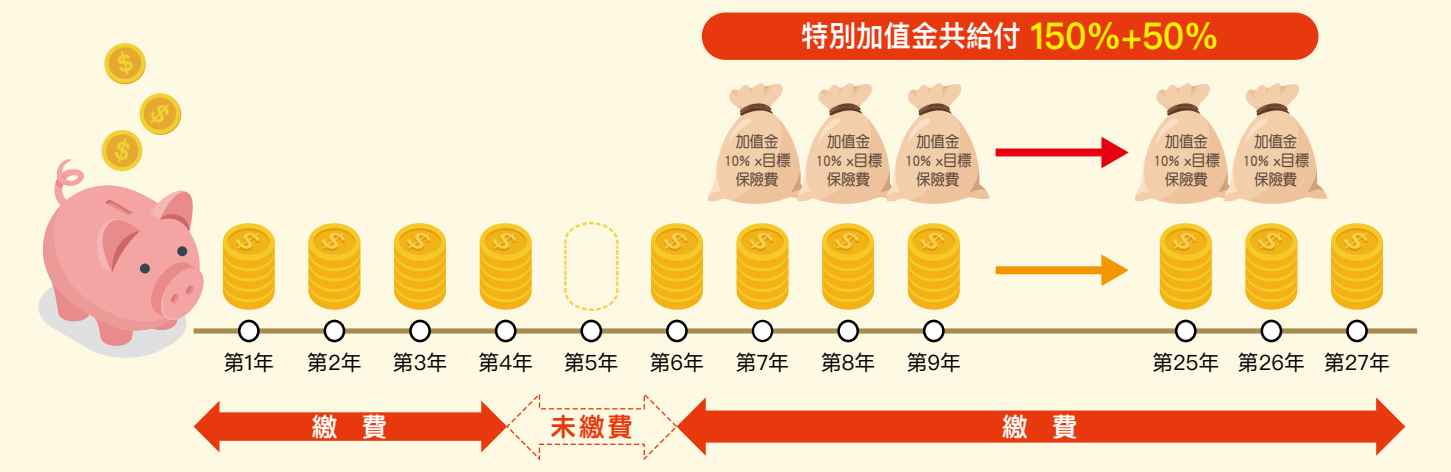 特別加值金共給付 150%+50%
加值金
10% x目標
保險費
加值金
10% x目標
保險費
加值金
10% x目標
保險費
加值金
10% x目標
保險費
加值金
10% x目標
保險費
第1年 第2年 第3年 第4年 第5年 第6年 第7年 第8年 第9年 第25年 第26年 第27年
繳 費 未繳費 繳 費